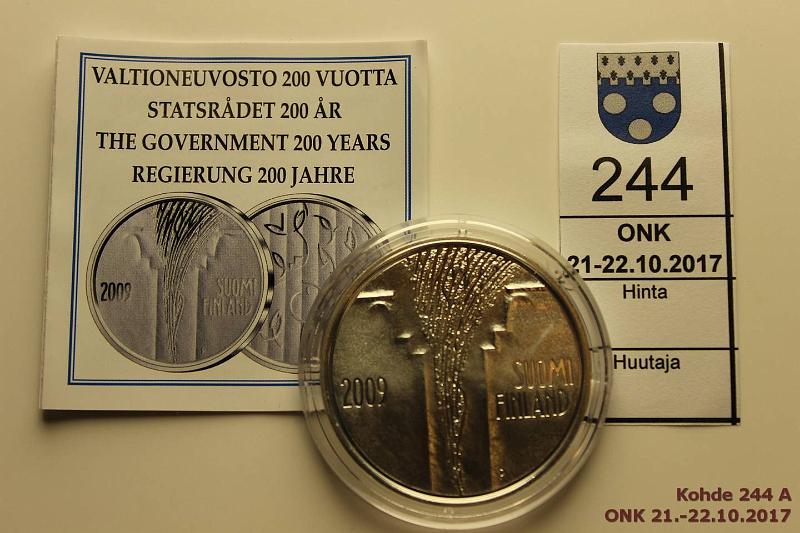 VALTIONEUVOSTO 200 VUOTTA
STATSRÅDET 200 ÅR
THE GOVERNMENT 200 YEARS
REGIERUNG 200 JAHRE
2009
SUOMI
FINLAND
2009
SUOMI
FINLAND
244
ONK
21-22.10.2017
Hinta
Huutaja
Kohde 244 A
ONK 21.-22.10.2017